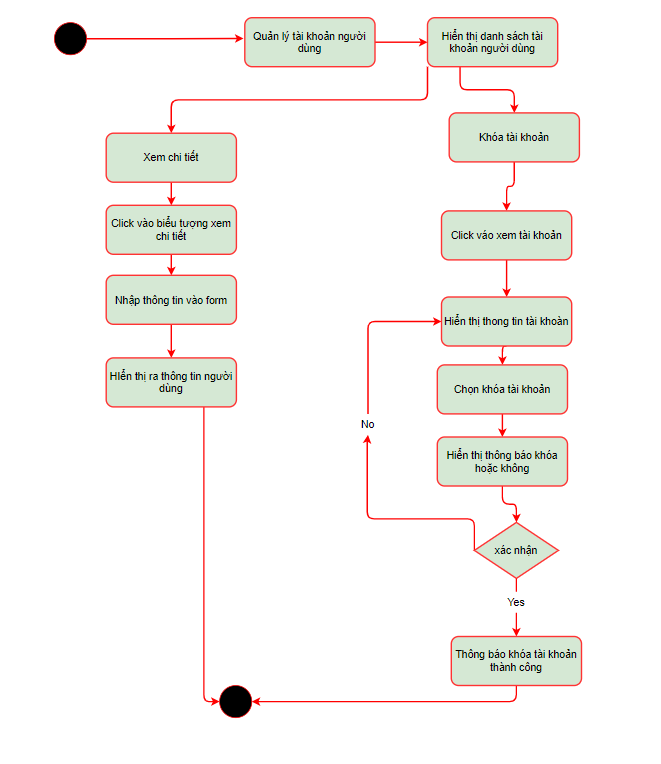 Quản lý tài khoản người
dùng
Hiển thị danh sách tài
khoản người dùng
Xem chi tiết
Khóa tài khoản
Click vào biểu tượng xem
chi tiết
Click váo xem tài khoản
Nhập thông tin vào form
Hiển thị thong tin tài khoàn
HIển thị ra thông tin người
dùng
Chọn khóa tài khoản
No
Hiển thị thông báo khóa
hoặc không
xác nhận
Yes
Thông báo khóa tài khoản
thành công